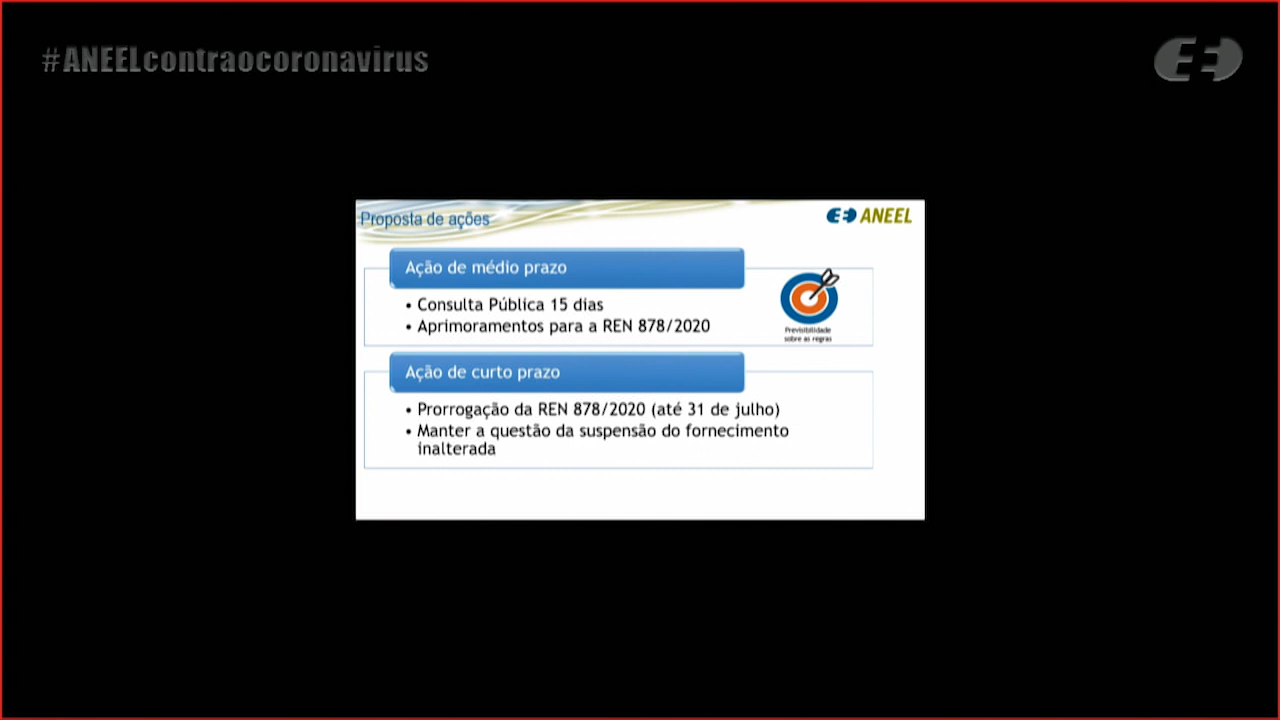 #ANEELcontraocoronavirus
Proposta de ações
ANEEL
Ação de médio prazo
• Consulta Pública 15 dias
• Aprimoramentos para a REN 878/2020
Previsibilidade
sobre as regras
Ação de curto prazo
• Prorrogação da REN 878/2020 (até 31 de julho)
• Manter a questão da suspensão do fornecimento
inalterada